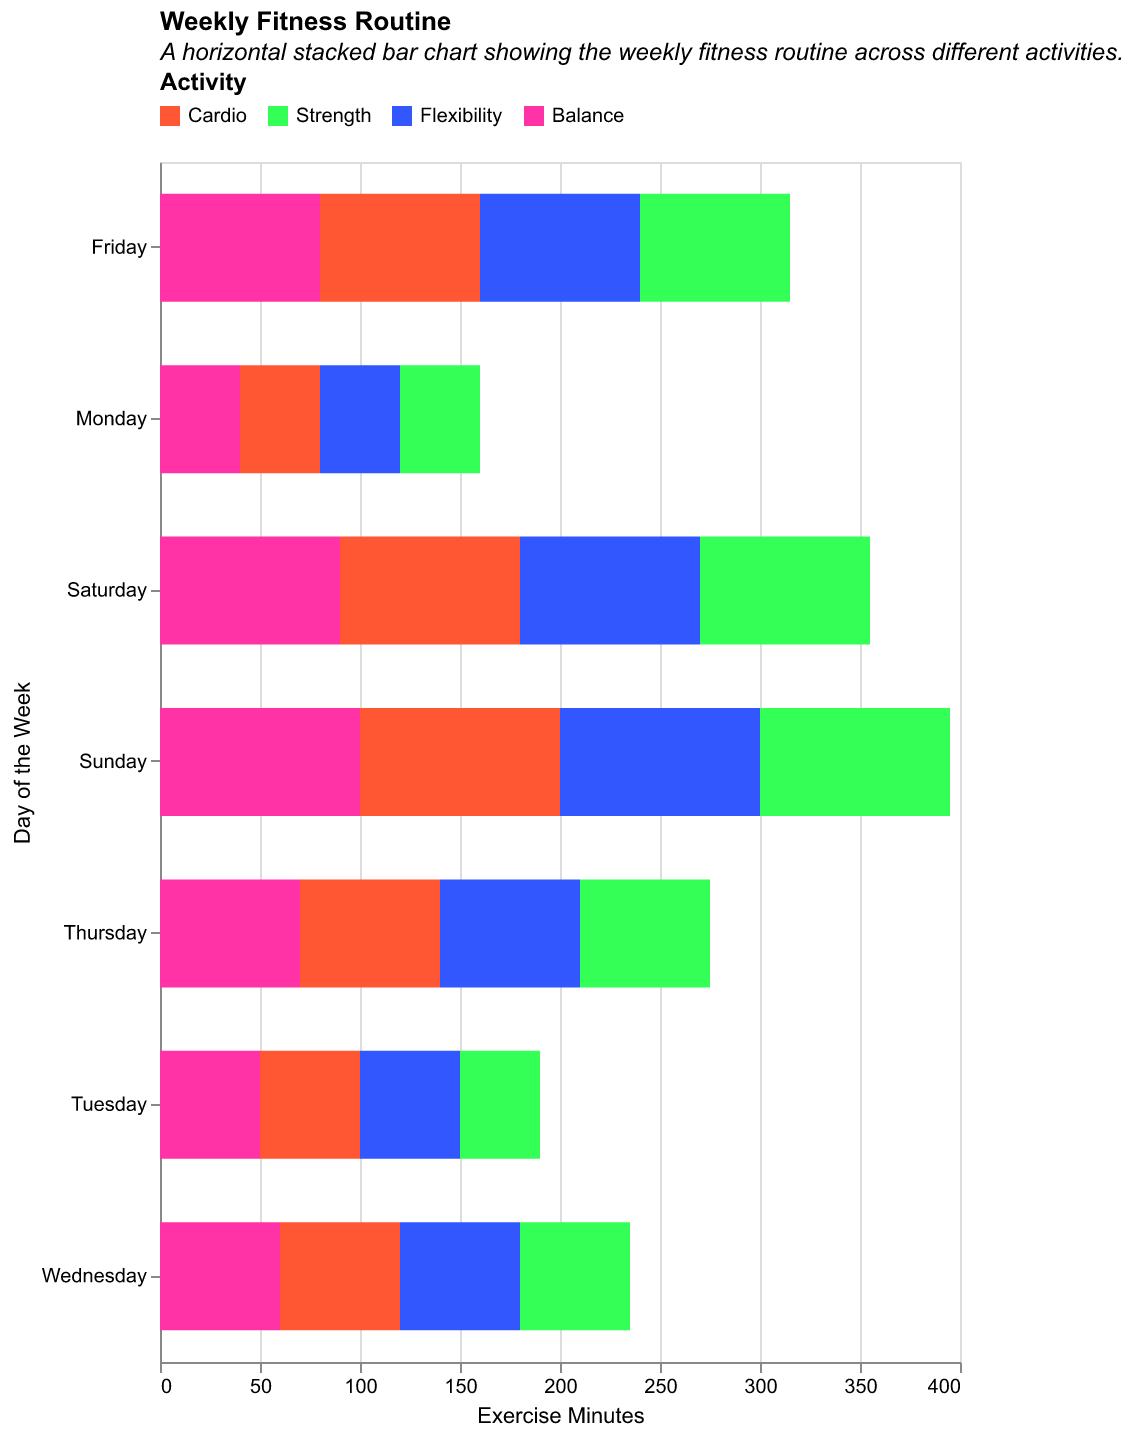 Weekly Fitness Routine
A horizontal stacked bar chart showing the weekly fitness routine across different activities.
Activity
Cardio Strength Flexibility Balance
Friday
Monday
Saturday
Sunday
Thursday
Tuesday
Wednesday
Day of the Week
0 50 100 150 200 250 300 350 400
Exercise Minutes